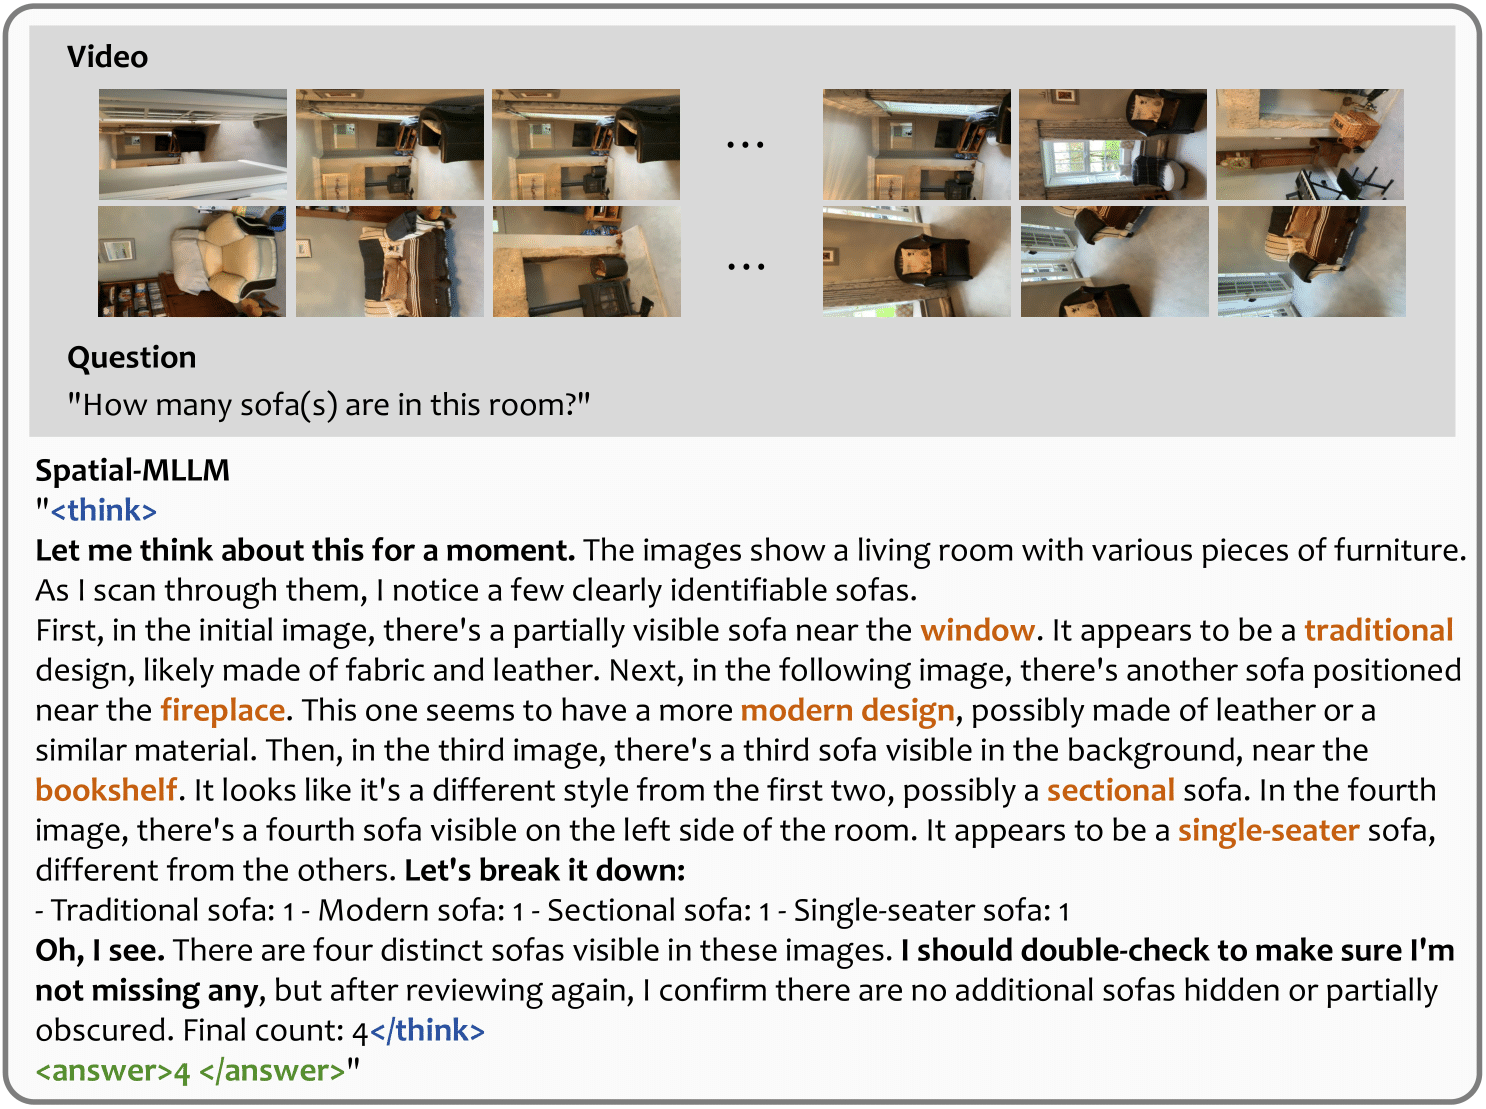 Video
...
...
Question
"How many sofa(s) are in this room?"
Spatial-MLLM
"<think>
Let me think about this for a moment. The images show a living room with various pieces of furniture.
As I scan through them, I notice a few clearly identifiable sofas.
First, in the initial image, there's a partially visible sofa near the window. It appears to be a traditional
design, likely made of fabric and leather. Next, in the following image, there's another sofa positioned
near the fireplace. This one seems to have a more modern design, possibly made of leather or a
similar material. Then, in the third image, there's a third sofa visible in the background, near the
bookshelf. It looks like it's a different style from the first two, possibly a sectional sofa. In the fourth
image, there's a fourth sofa visible on the left side of the room. It appears to be a single-seater sofa,
different from the others. Let's break it down:
- Traditional sofa: 1 - Modern sofa: 1 - Sectional sofa: 1 - Single-seater sofa: 1
Oh, I see. There are four distinct sofas visible in these images. I should double-check to make sure I'm
not missing any, but after reviewing again, I confirm there are no additional sofas hidden or partially
obscured. Final count: 4</think>
<answer>4 </answer>"